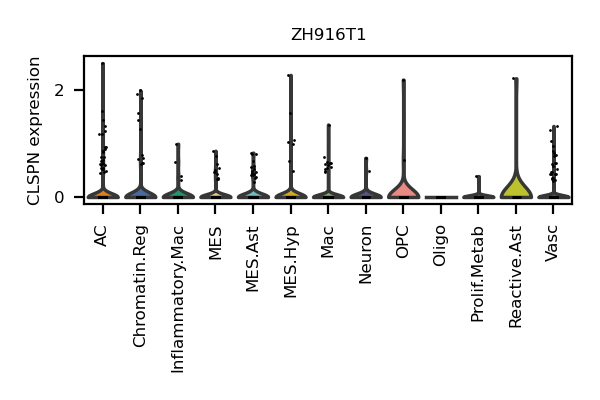 ZH916T1
CLSPN expression
2
0
AC
Chromatin.Reg
Inflammatory.Mac
MES
MES.Ast
MES.Hyp
Mac
Neuron
OPC
Oligo
Prolif.Metab
Reactive.Ast
Vasc